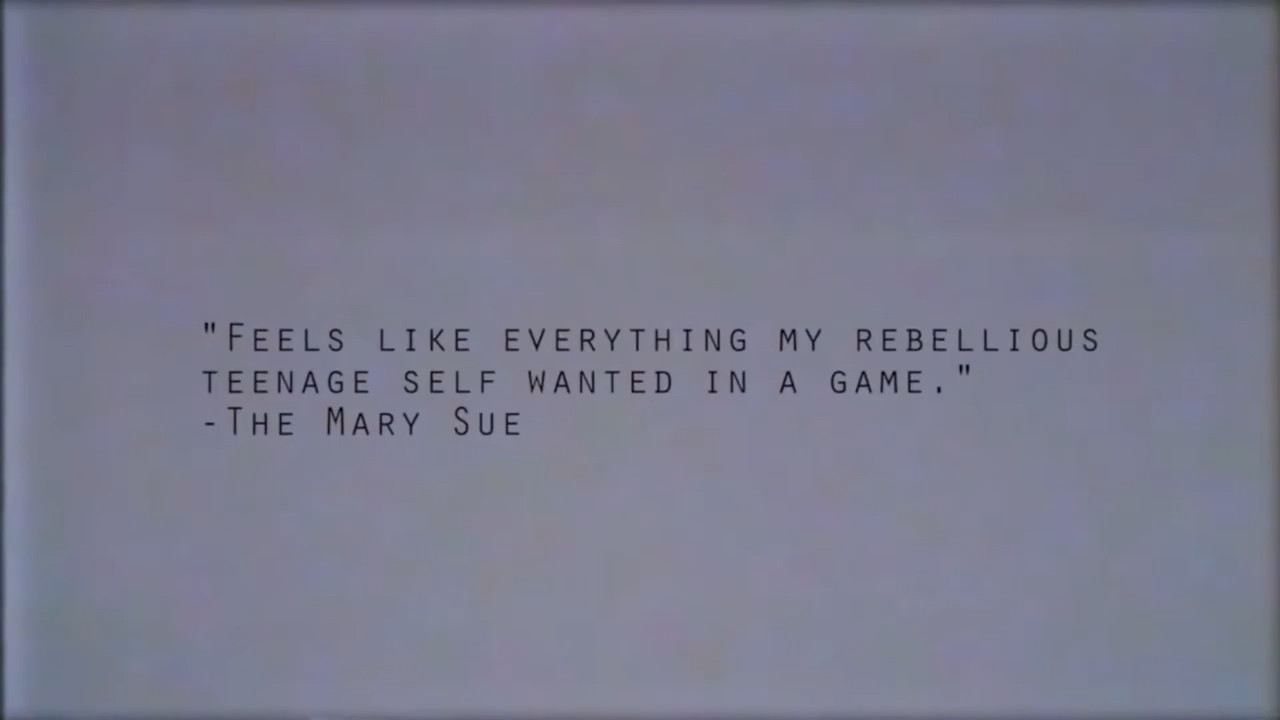 "Feels like everything my rebellious
teenage self wanted in a game."
-The Mary Sue